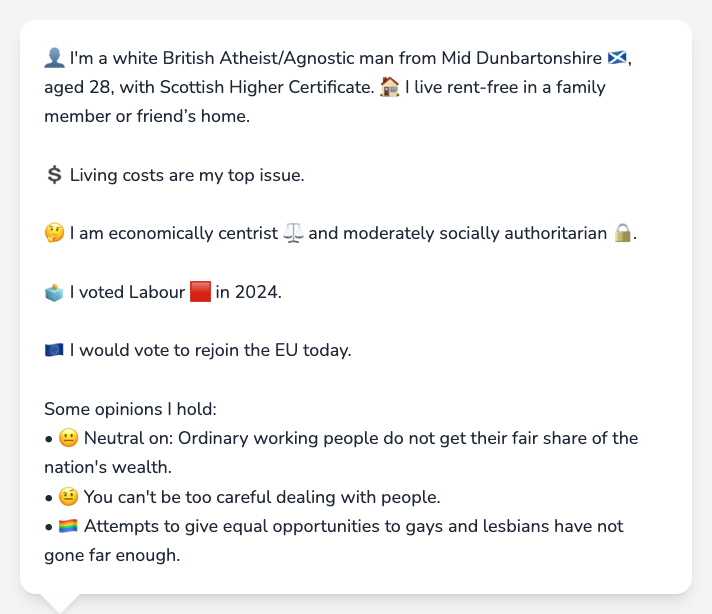 👤 I'm a white British Atheist/Agnostic man from Mid Dunbartonshire 🏴󠁧󠁢󠁳󠁣󠁴󠁿,
aged 28, with Scottish Higher Certificate. 🏠 I live rent-free in a family
member or friend’s home.
💲 Living costs are my top issue.
🤔 I am economically centrist ⚖️ and moderately socially authoritarian 🔒.
🗳️ I voted Labour 🟥 in 2024.
🇪🇺 I would vote to rejoin the EU today.
Some opinions I hold:
• 😐 Neutral on: Ordinary working people do not get their fair share of the
nation's wealth.
• 🤨 You can't be too careful dealing with people.
• 🏳️‍🌈 Attempts to give equal opportunities to gays and lesbians have not
gone far enough.